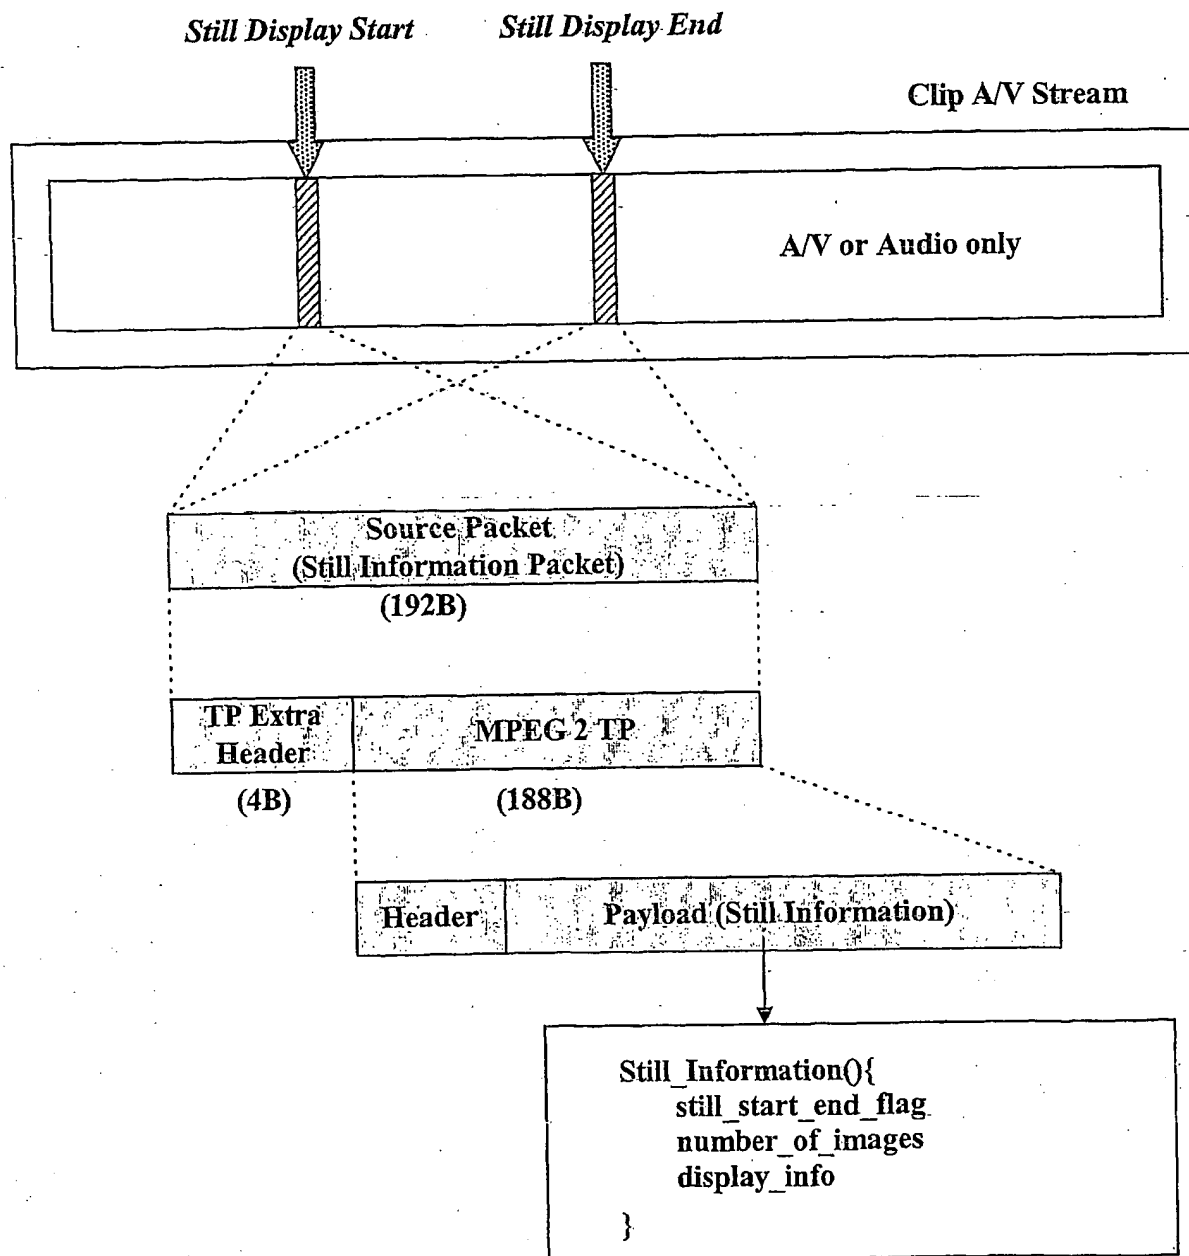 Still Display Start
Still Display End
Clip A/V Stream
A/V or Audio only
Source Packet
(Still Information Packet)
(192B)
TP Extra
Header
MPEG 2 TP
(4B)
(188B)
Header
Payload (Still Information)
Still_Information(){
still_start_end_flag
number_of_images
display_info
}